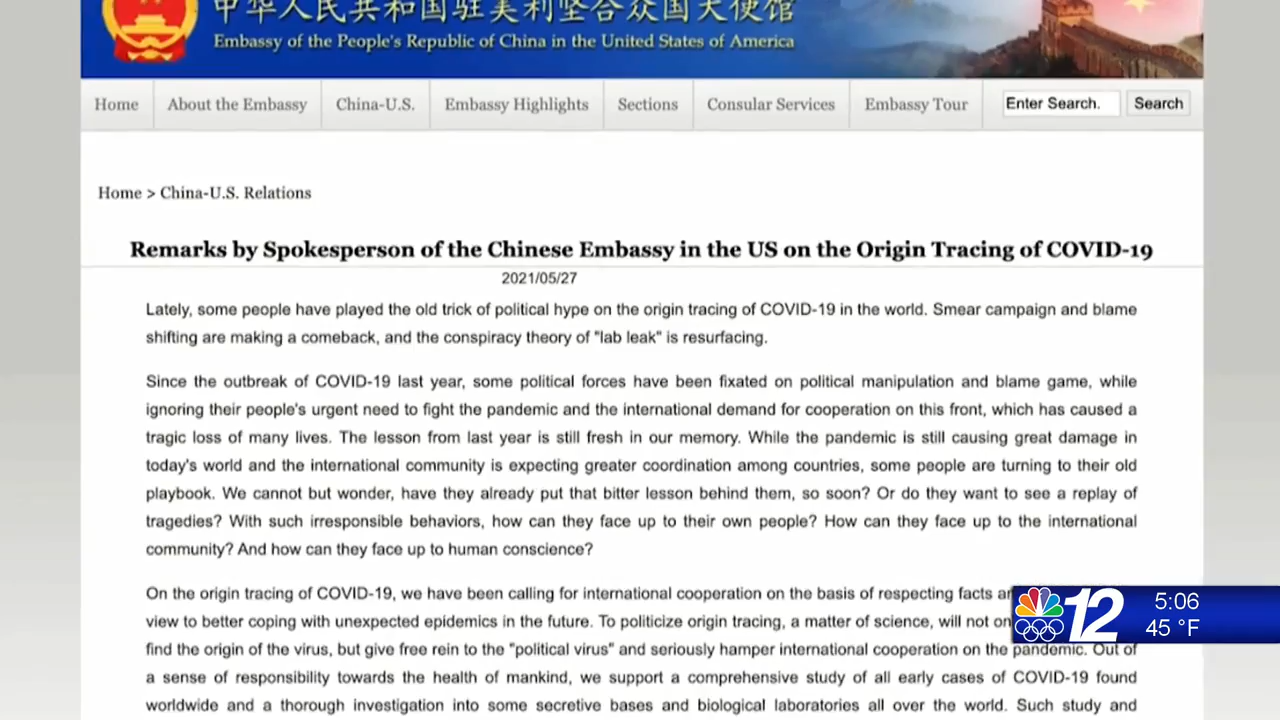 中华人民共和国驻美利坚合众国大使馆
Embassy of the People's Republic of China in the United States of America
Home
About the Embassy
China-U.S.
Embassy Highlights
Sections
Consular Services
Embassy Tour
Enter Search.
Search
Home > China-U.S. Relations
Remarks by Spokesperson of the Chinese Embassy in the US on the Origin Tracing of COVID-19
2021/05/27
Lately, some people have played the old trick of political hype on the origin tracing of COVID-19 in the world. Smear campaign and blame
shifting are making a comeback, and the conspiracy theory of "lab leak" is resurfacing.
Since the outbreak of COVID-19 last year, some political forces have been fixated on political manipulation and blame game, while
ignoring their people's urgent need to fight the pandemic and the international demand for cooperation on this front, which has caused a
tragic loss of many lives. The lesson from last year is still fresh in our memory. While the pandemic is still causing great damage in
today's world and the international community is expecting greater coordination among countries, some people are turning to their old
playbook. We cannot but wonder, have they already put that bitter lesson behind them, so soon? Or do they want to see a replay of
tragedies? With such irresponsible behaviors, how can they face up to their own people? How can they face up to the international
community? And how can they face up to human conscience?
On the origin tracing of COVID-19, we have been calling for international cooperation on the basis of respecting facts
view to better coping with unexpected epidemics in the future. To politicize origin tracing, a matter of science, will not
find the origin of the virus, but give free rein to the "political virus" and seriously hamper international cooperation on the pandemic. Out of
a sense of responsibility towards the health of mankind, we support a comprehensive study of all early cases of COVID-19 found
worldwide and a thorough investigation into some secretive bases and biological laboratories all over the world. Such study and
12
5:06
45 °F